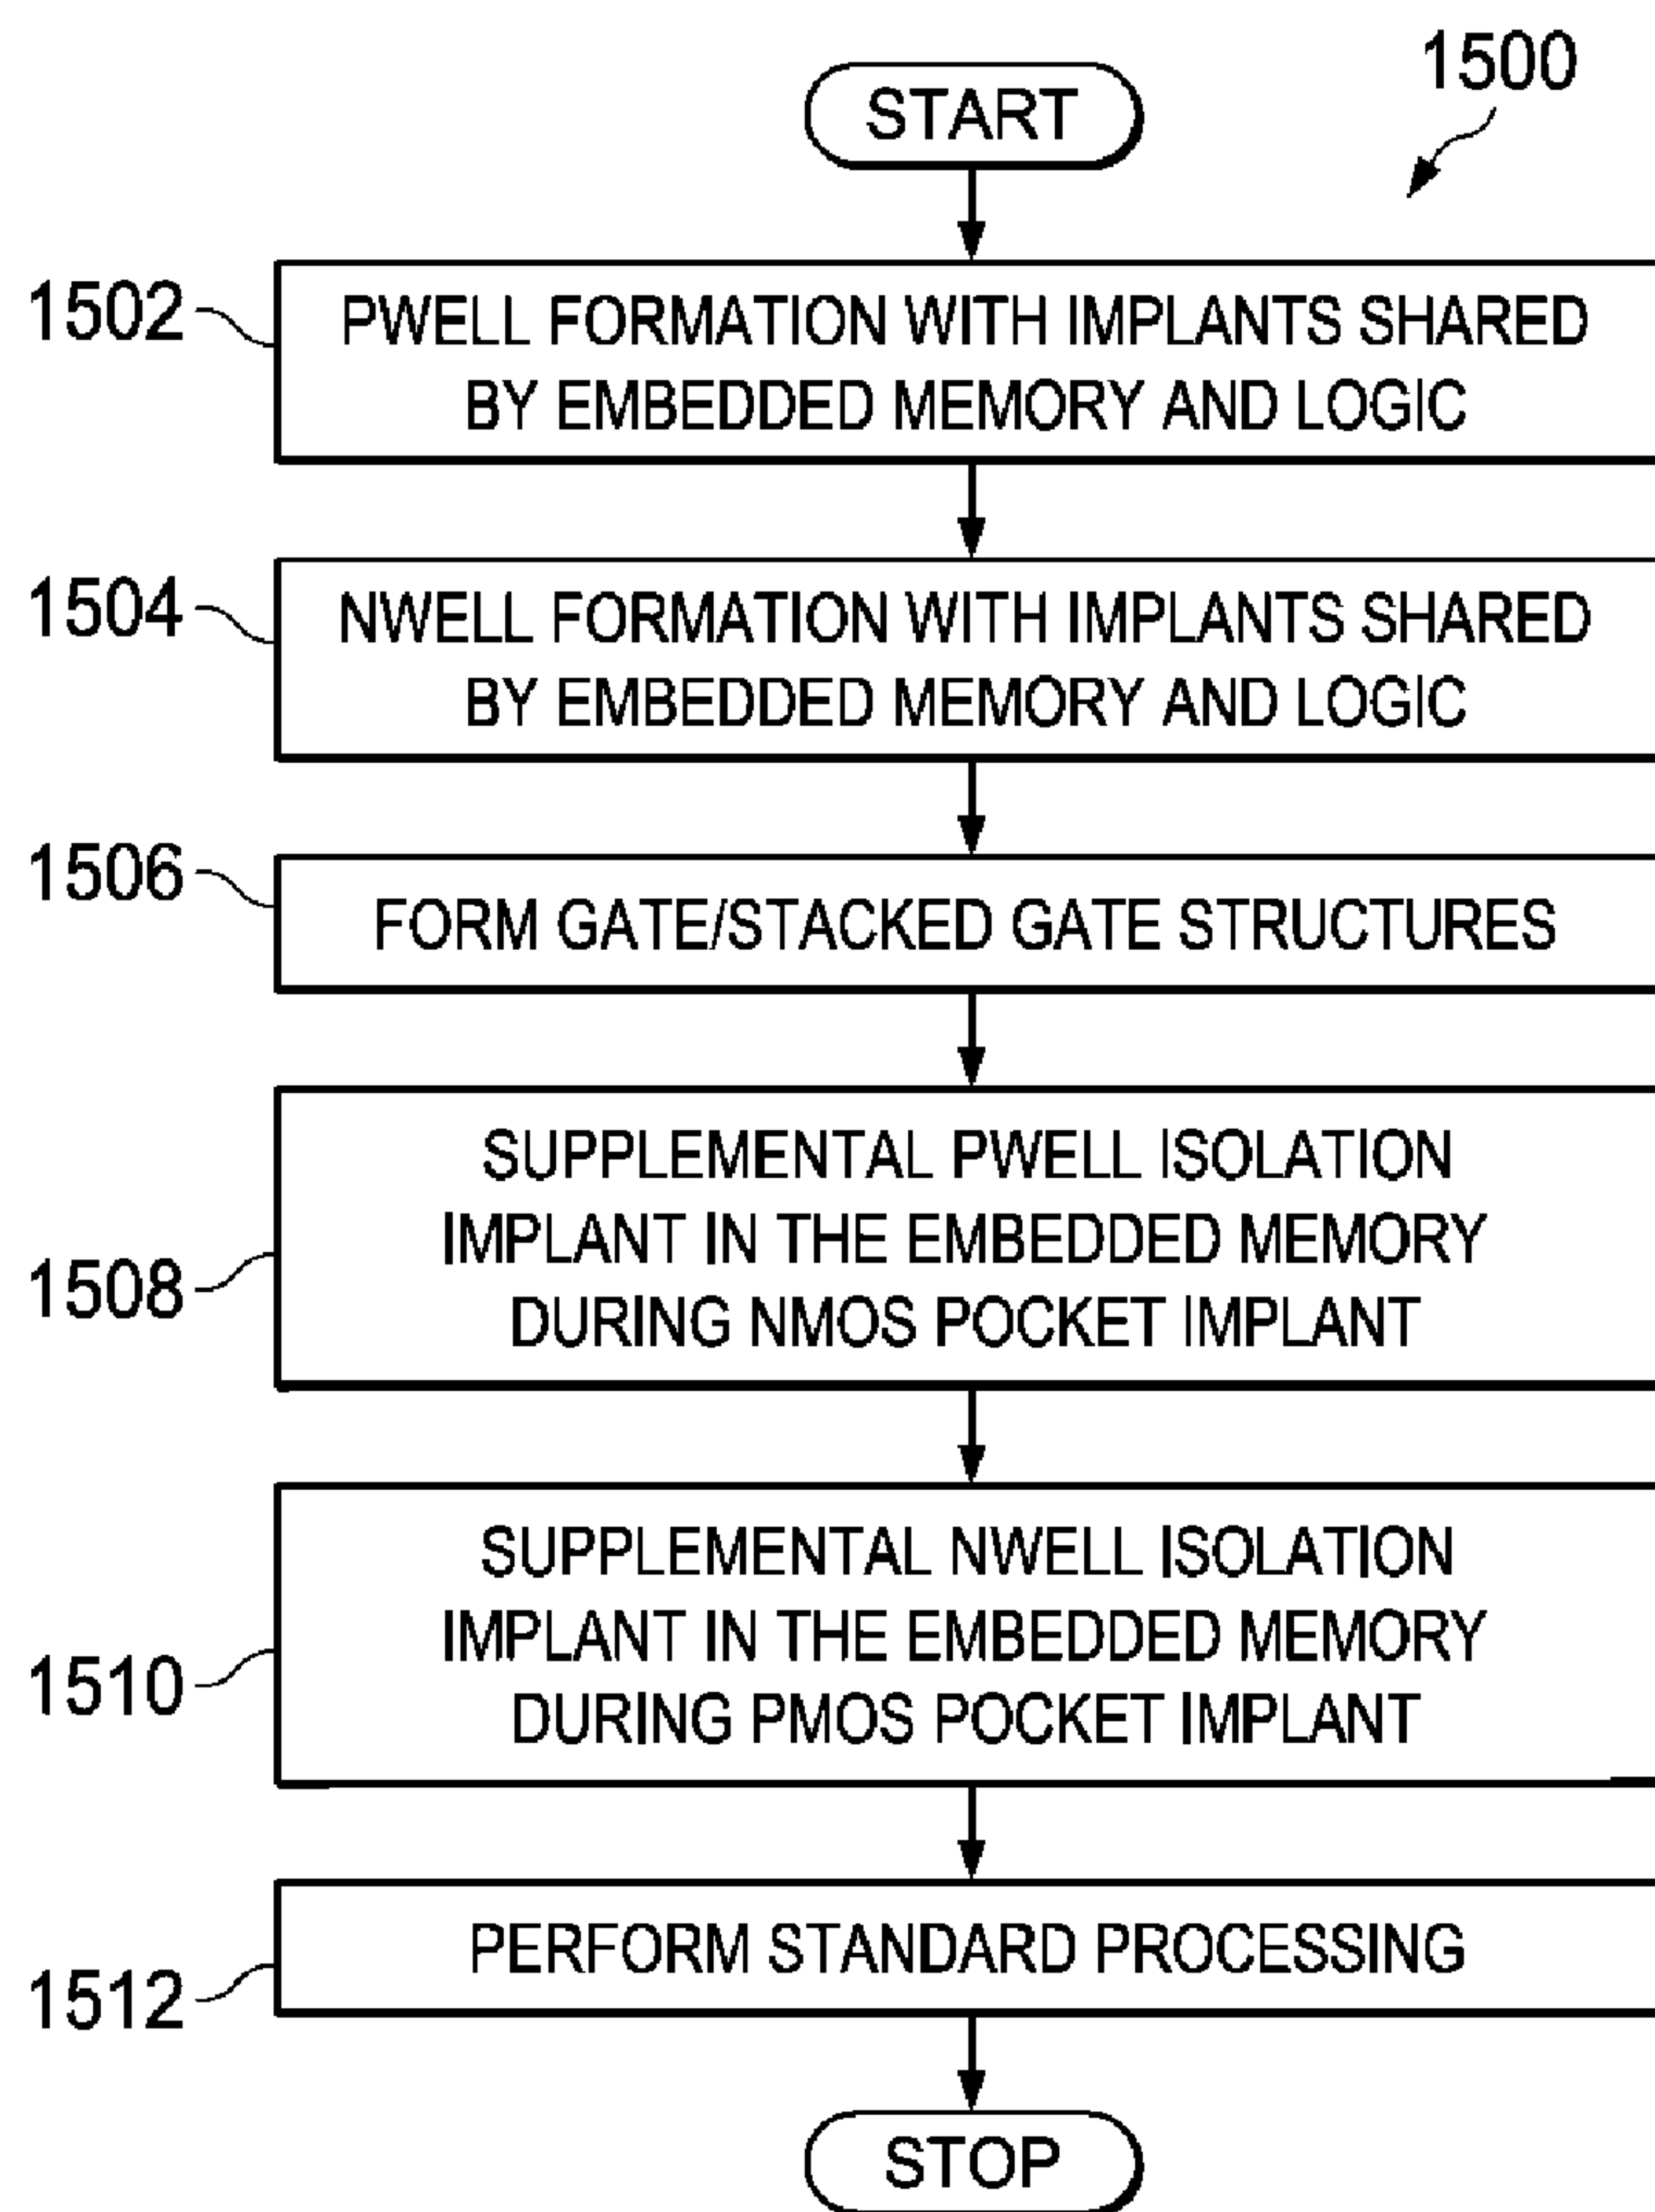 1500
START
1502
PWELL FORMATION WITH IMPLANTS SHARED
BY EMBEDDED MEMORY AND LOGIC
1504
NWELL FORMATION WITH IMPLANTS SHARED
BY EMBEDDED MEMORY AND LOGIC
1506
FORM GATE/STACKED GATE STRUCTURES
1508
SUPPLEMENTAL PWELL ISOLATION
IMPLANT IN THE EMBEDDED MEMORY
DURING NMOS POCKET IMPLANT
1510
SUPPLEMENTAL NWELL ISOLATION
IMPLANT IN THE EMBEDDED MEMORY
DURING PMOS POCKET IMPLANT
1512
PERFORM STANDARD PROCESSING
STOP